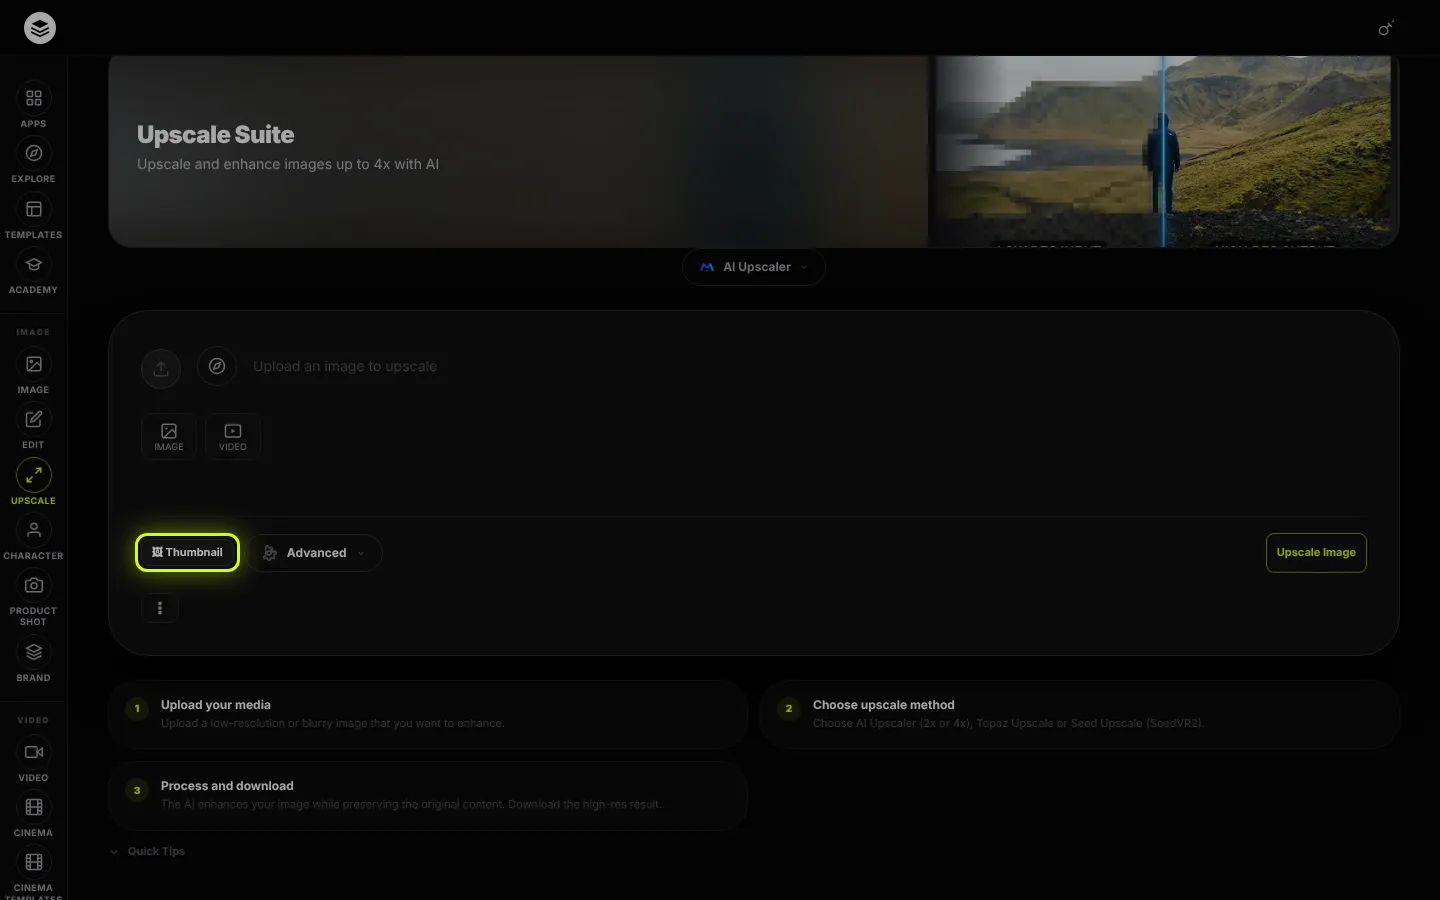 APPS
EXPLORE
TEMPLATES
ACADEMY
IMAGE
IMAGE
EDIT
UPSCALE
CHARACTER
PRODUCT
SHOT
BRAND
VIDEO
VIDEO
CINEMA
CINEMA
TEMPLATES
Upscale Suite
Upscale and enhance images up to 4x with AI
AI Upscaler
Upload an image to upscale
IMAGE
VIDEO
Thumbnail
Advanced
Upscale Image
1
Upload your media
Upload a low-resolution or blurry image that you want to enhance.
2
Choose upscale method
Choose AI Upscaler (2x or 4x), Topaz Upscale or Seed Upscale (SeedVR2).
3
Process and download
The AI enhances your image while preserving the original content. Download the high-res result.
Quick Tips